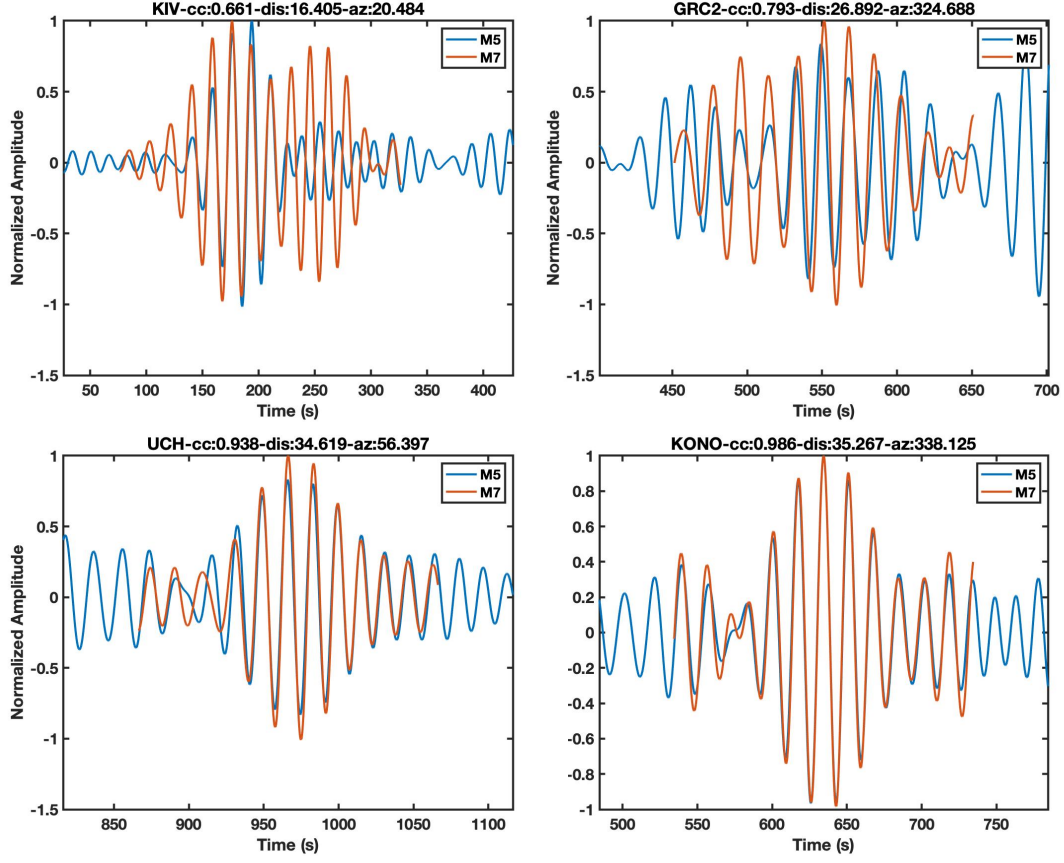 KIV-cc:0.661-dis:16.405-az:20.484
1
0.5
0
-0.5
-1
-1.5
Normalized Amplitude
M5
M7
50 100 150 200 250 300 350 400
Time (s)
GRC2-cc:0.793-dis:26.892-az:324.688
1
0.5
0
-0.5
-1
-1.5
Normalized Amplitude
M5
M7
450 500 550 600 650 700
Time (s)
UCH-cc:0.938-dis:34.619-az:56.397
1
0.5
0
-0.5
-1
-1.5
Normalized Amplitude
M5
M7
850 900 950 1000 1050 1100
Time (s)
KONO-cc:0.986-dis:35.267-az:338.125
1
0.8
0.6
0.4
0.2
0
-0.2
-0.4
-0.6
-0.8
-1
M5
M7
500 550 600 650 700 750
Time (s)